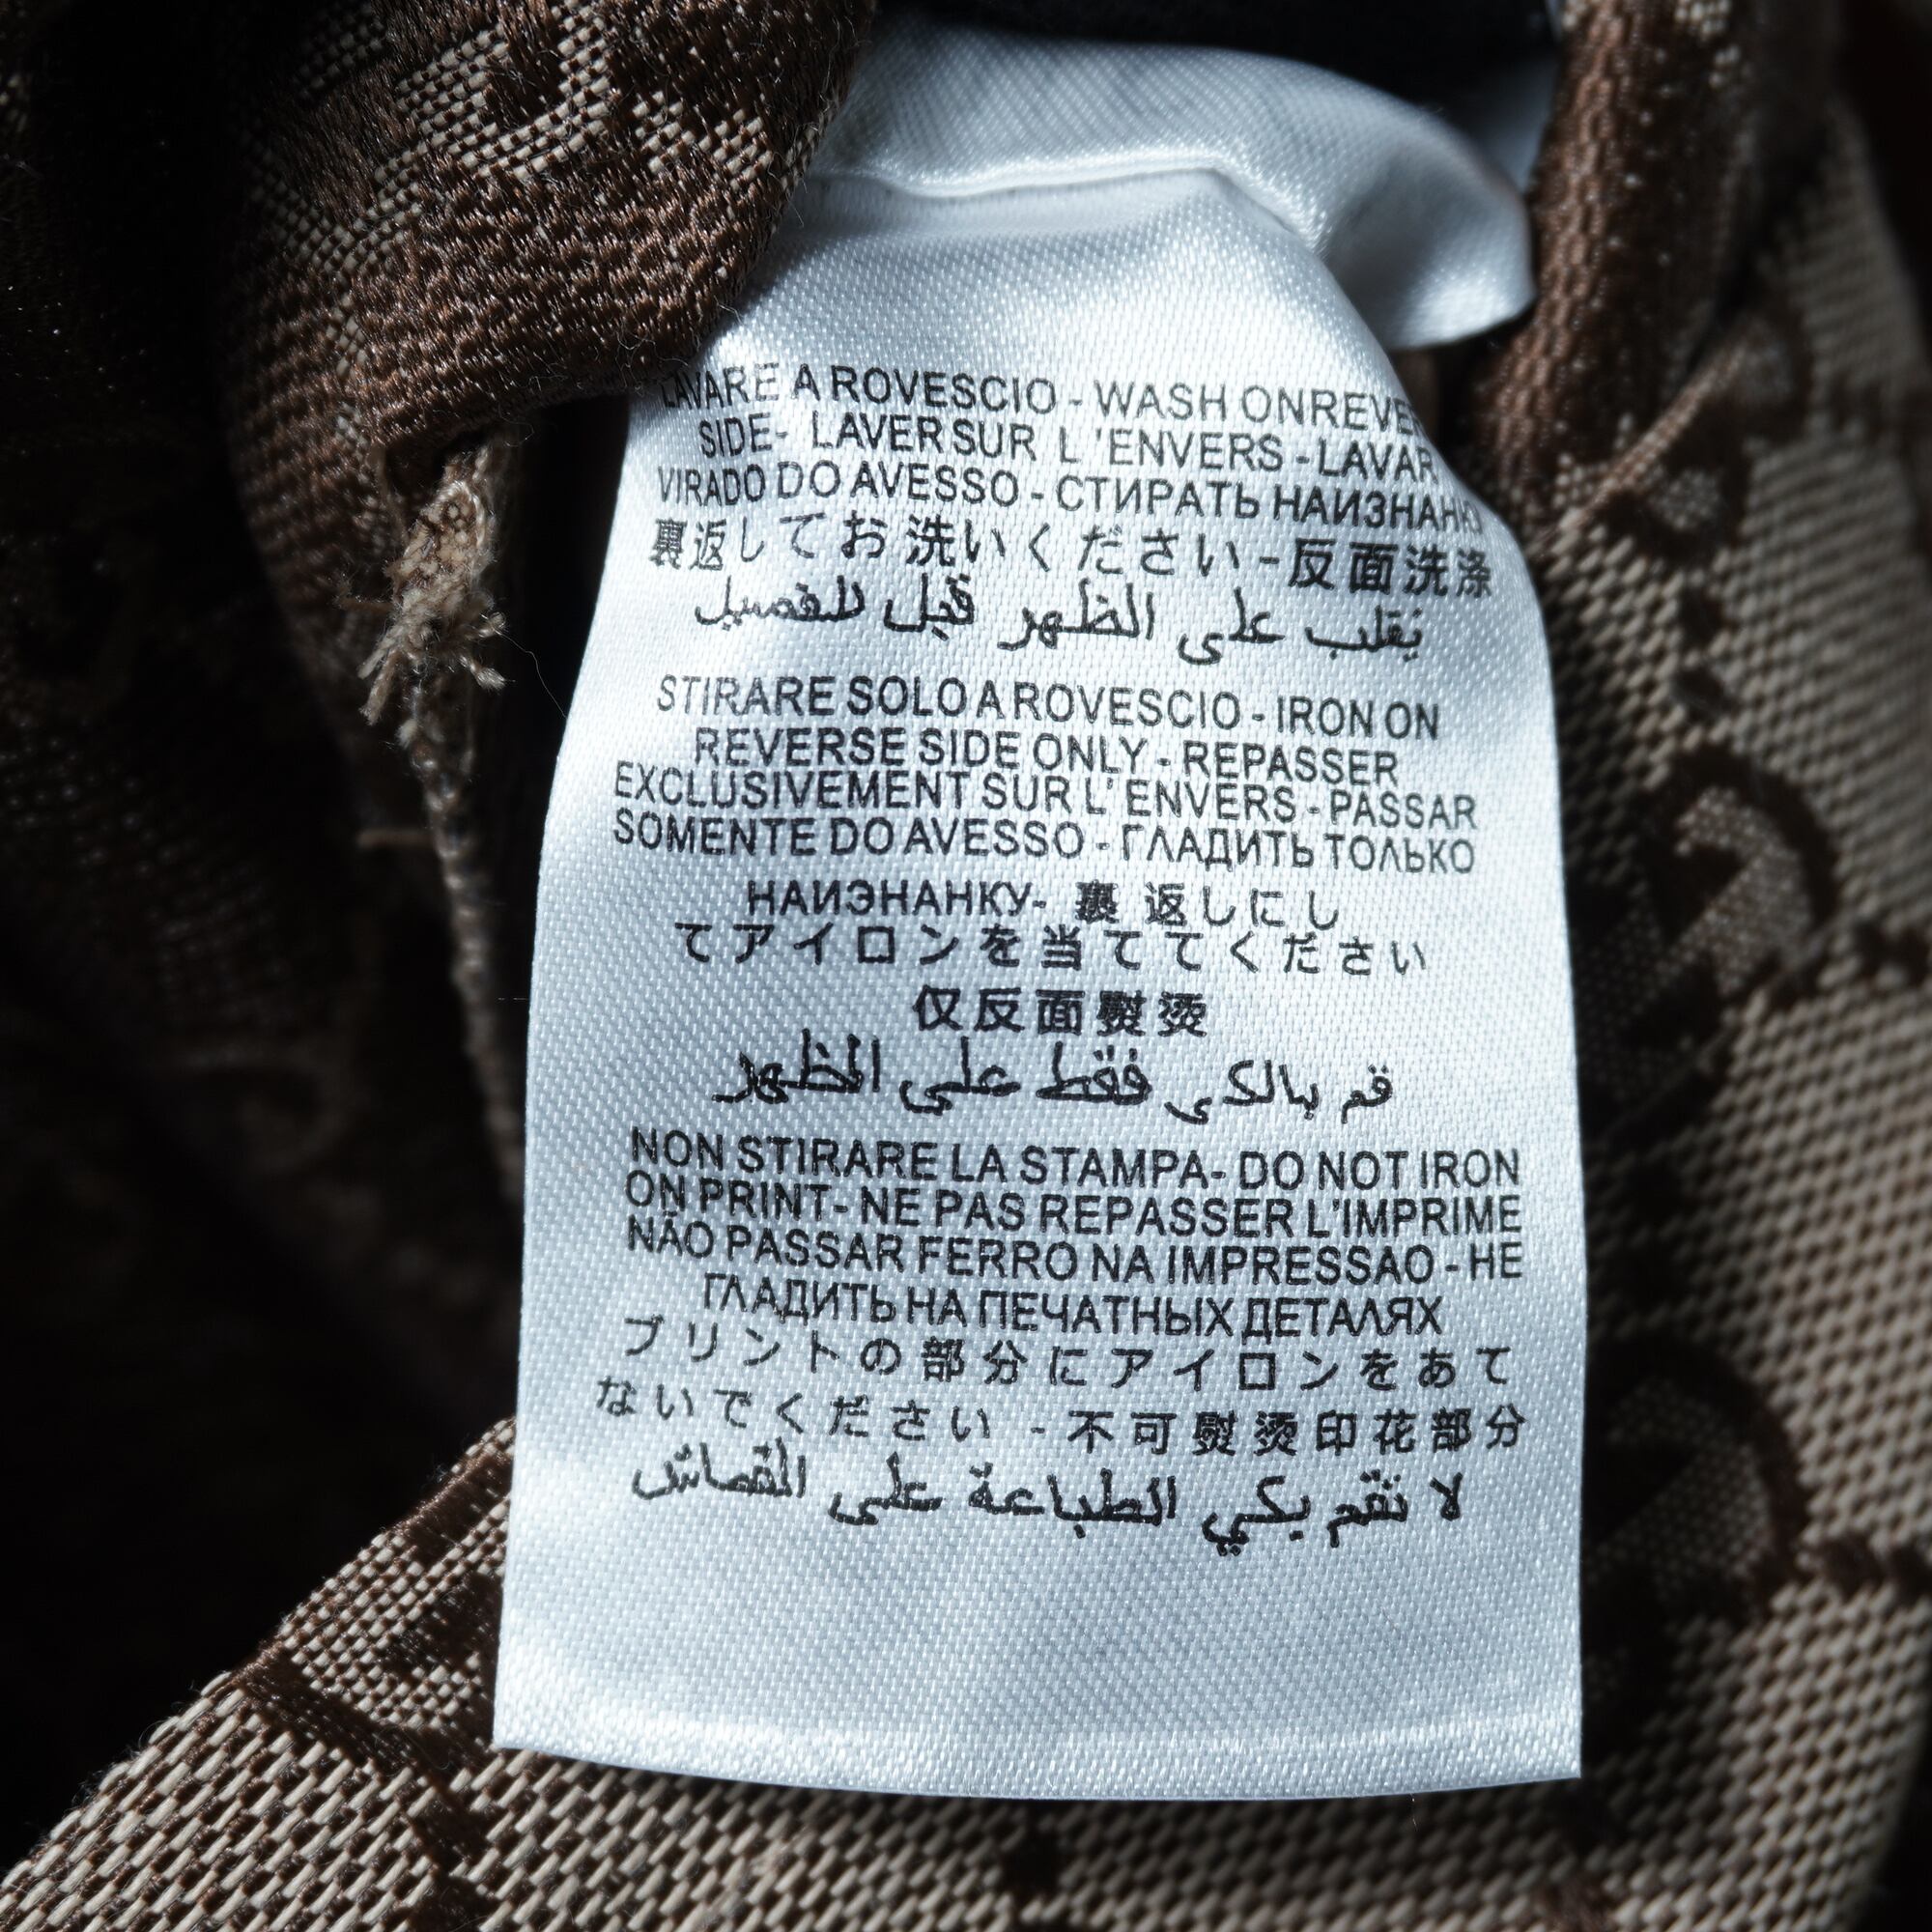 LAVARE A ROVESCIO - WASH ONREVE
SIDE- LAVER SUR L'ENVERS - LAVAR
VIRADO DO AVESSO - СТИРАТЬ НАИЗНАНКУ
裏返してお洗いください - 反面洗涤
يقلب على الظهر قبل للغصيل
STIRARE SOLO A ROVESCIO - IRON ON
REVERSE SIDE ONLY - REPASSER
EXCLUSIVEMENT SUR L' ENVERS - PASSAR
SOMENTE DO AVESSO - ГЛАДИТЬ ТОЛЬКО
НАИЭНАНКУ- 裏 返しにし
てアイロンを当ててください
仅反面熨烫
قم بالكي فقط على الظهر
NON STIRARE LA STAMPA- DO NOT IRON
ON PRINT- NE PAS REPASSER L'IMPRIME
NÃO PASSAR FERRO NA IMPRESSAO - НЕ
ГЛАДИТЬ НА ПЕЧАТНЫХ ДЕТАЛЯХ
プリントの部分にアイロンをあて
ないでください - 不可熨烫印花部分
لا تقم بكي الطباعة على القماش